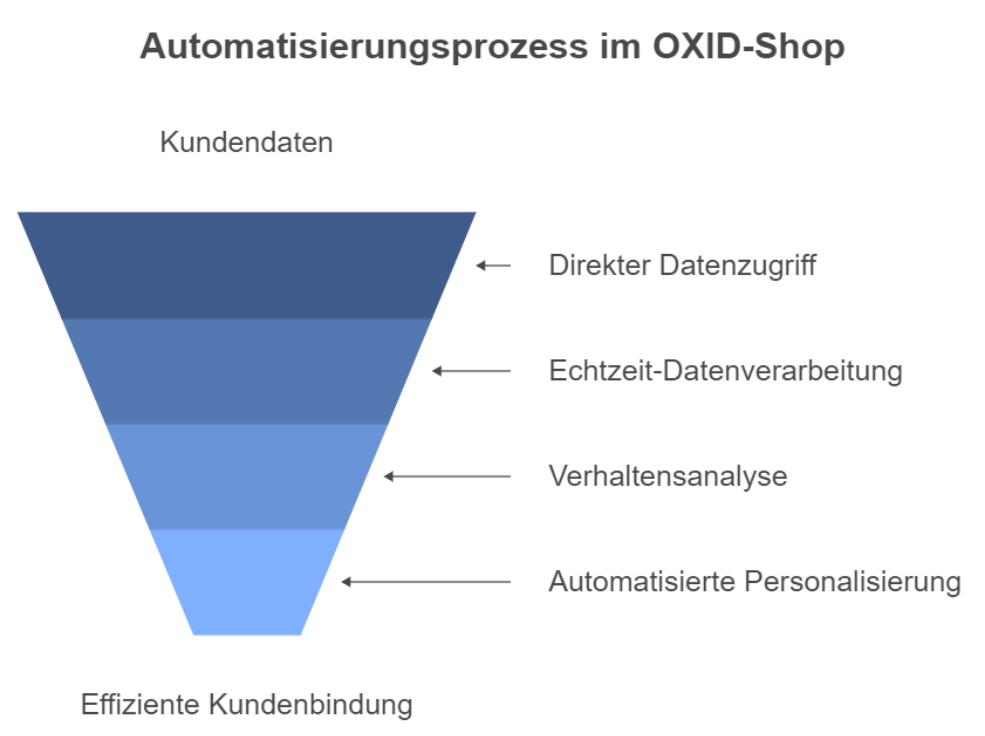 Automatisierungsprozess im OXID-Shop
Kundendaten
Direkter Datenzugriff
Echtzeit-Datenverarbeitung
Verhaltensanalyse
Automatisierte Personalisierung
Effiziente Kundenbindung